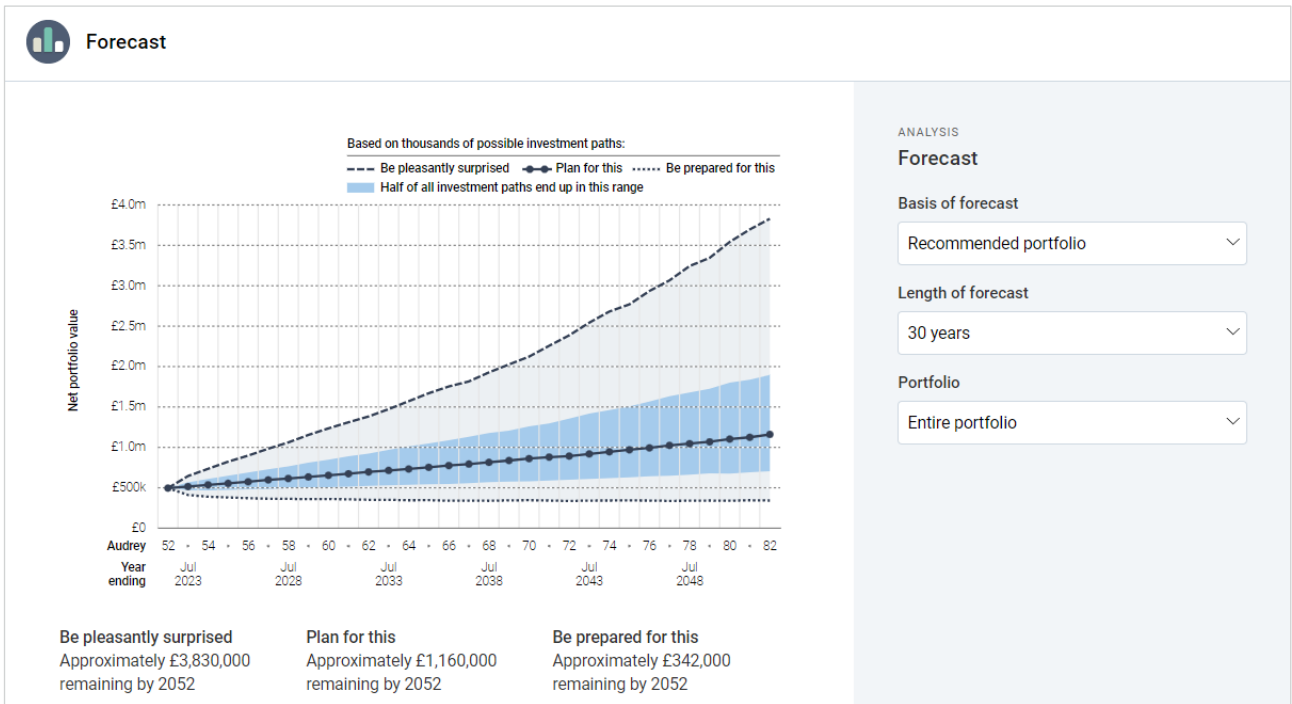 Forecast
Based on thousands of possible investment paths:
Be pleasantly surprised Plan for this Be prepared for this
Half of all investment paths end up in this range
£4.0m
£3.5m
£3.0m
£2.5m
£2.0m
£1.5m
£1.0m
£500k
£0
Net portfolio value
Audrey 52 • 54 • 56 • 58 • 60 • 62 • 64 • 66 • 68 • 70 • 72 • 74 • 76 • 78 • 80 • 82
Year Jul Jul Jul Jul Jul Jul
ending 2023 2028 2033 2038 2043 2048
Be pleasantly surprised
Approximately £3,830,000
remaining by 2052
Plan for this
Approximately £1,160,000
remaining by 2052
Be prepared for this
Approximately £342,000
remaining by 2052
ANALYSIS
Forecast
Basis of forecast
Recommended portfolio
Length of forecast
30 years
Portfolio
Entire portfolio